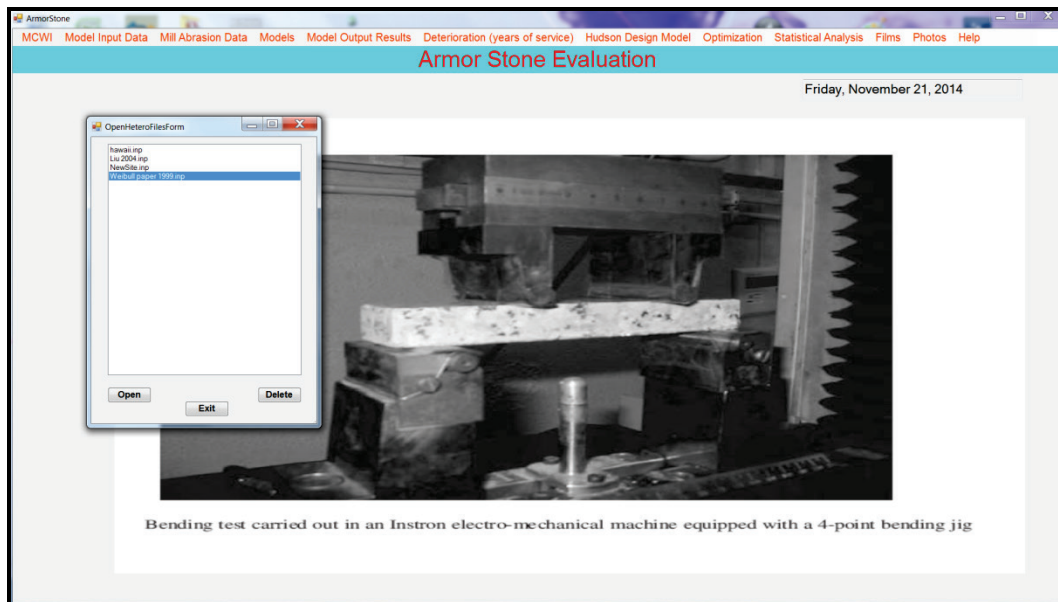 ArmorStone
MCWI Model Input Data Mill Abrasion Data Models Model Output Results Deterioration (years of service) Hudson Design Model Optimization Statistical Analysis Films Photos Help
Armor Stone Evaluation
Friday, November 21, 2014
OpenHeteroFilesForm
hawaii.inp
Liu 2004.inp
NewSite.inp
Weibull paper 1999.inp
Open
Delete
Exit
Bending test carried out in an Instron electro-mechanical machine equipped with a 4-point bending jig